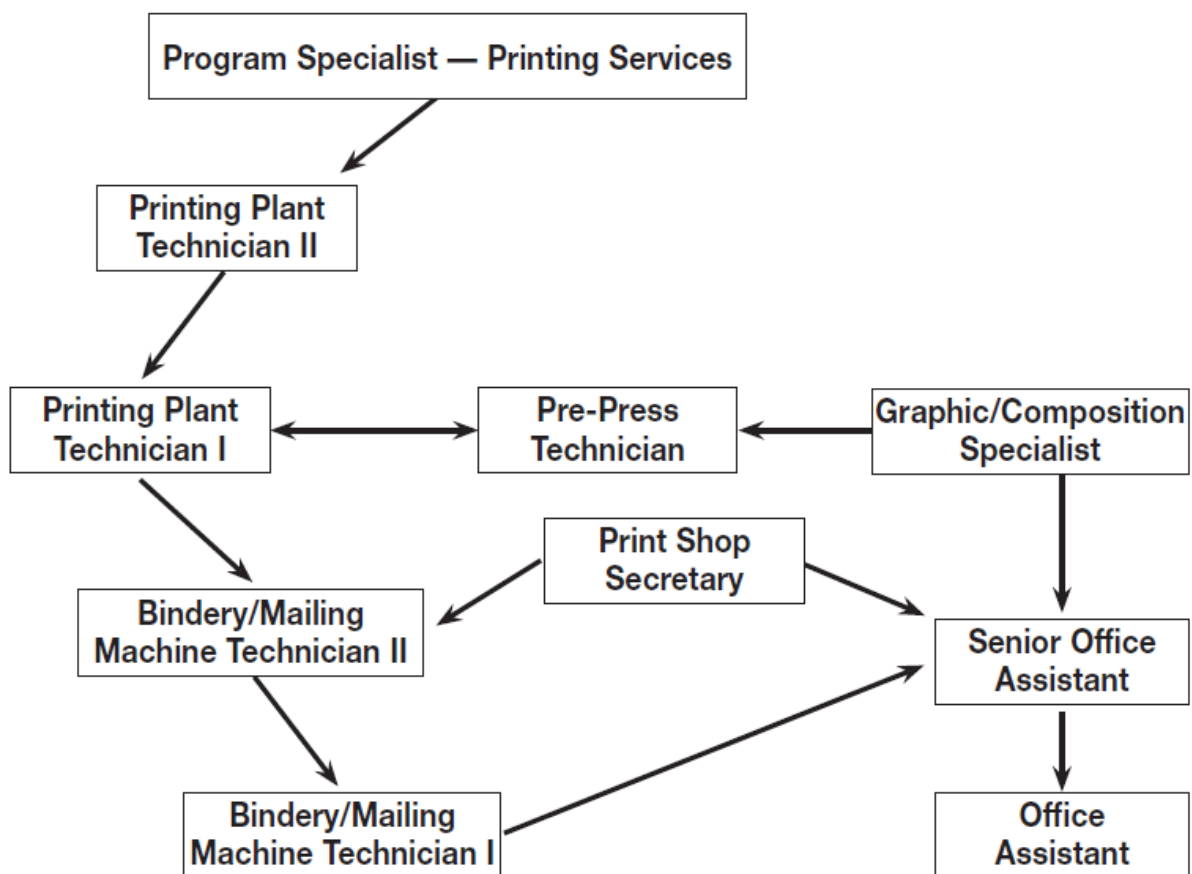 Program Specialist — Printing Services
Printing Plant
Technician II
Printing Plant
Technician I
Pre-Press
Technician
Graphic/Composition
Specialist
Print Shop
Secretary
Bindery/Mailing
Machine Technician II
Senior Office
Assistant
Bindery/Mailing
Machine Technician I
Office
Assistant